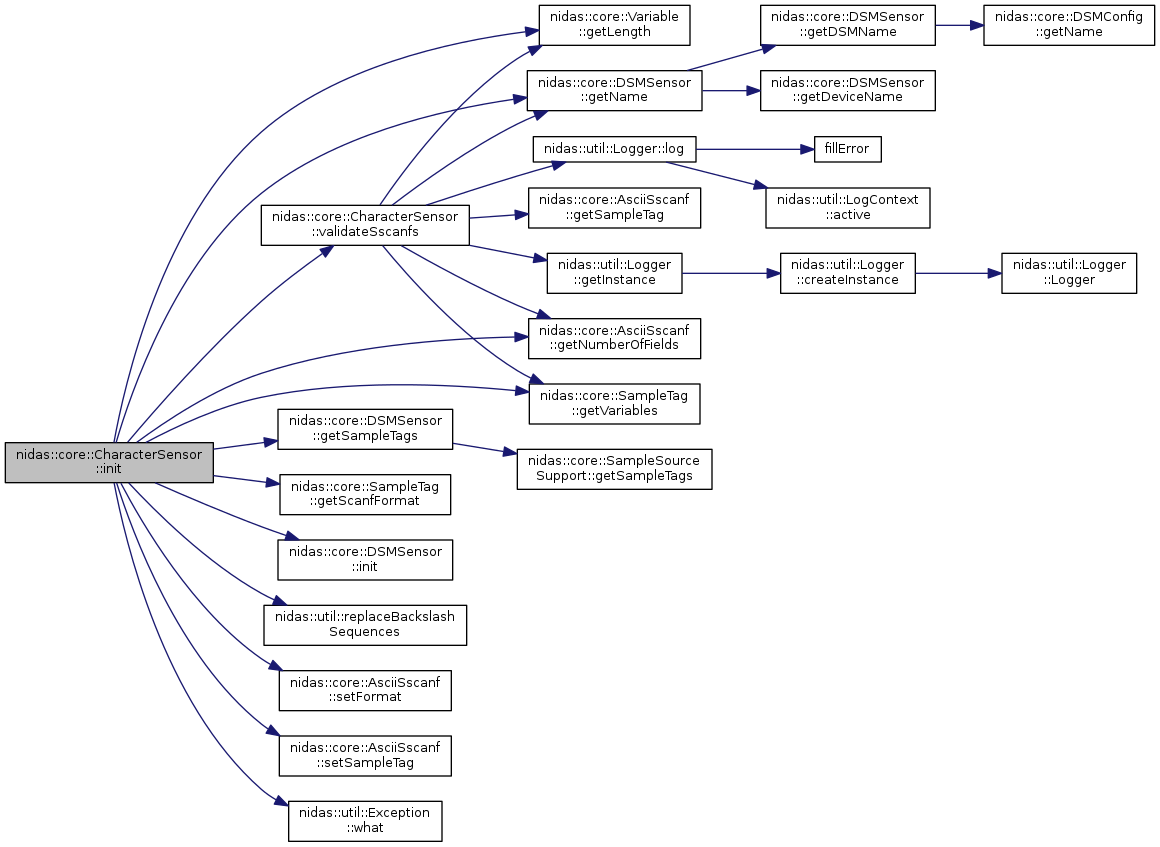 nidas::core::CharacterSensor
::init
nidas::core::Variable
::getLength
nidas::core::DSMSensor
::getName
nidas::core::DSMSensor
::getDSMName
nidas::core::DSMConfig
::getName
nidas::core::DSMSensor
::getDeviceName
nidas::core::CharacterSensor
::validateSscanfs
nidas::util::Logger::log
fillError
nidas::util::LogContext
::active
nidas::core::AsciiSscanf
::getSampleTag
nidas::util::Logger
::getInstance
nidas::util::Logger
::createInstance
nidas::util::Logger
::Logger
nidas::core::AsciiSscanf
::getNumberOfFields
nidas::core::SampleTag
::getVariables
nidas::core::DSMSensor
::getSampleTags
nidas::core::SampleSource
Support::getSampleTags
nidas::core::SampleTag
::getScanfFormat
nidas::core::DSMSensor
::init
nidas::util::replaceBackslash
Sequences
nidas::core::AsciiSscanf
::setFormat
nidas::core::AsciiSscanf
::setSampleTag
nidas::util::Exception
::what